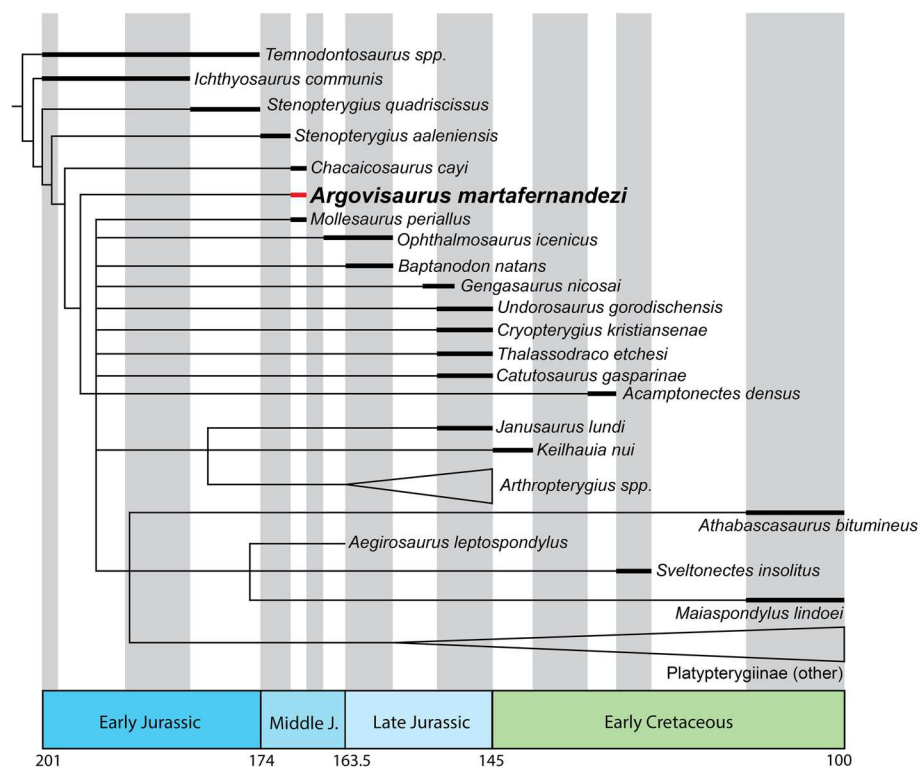 Temnodontosaurus spp.
Ichthyosaurus communis
Stenopterygius quadriscissus
Stenopterygius aaleniensis
Chacaicosaurus cayi
Argovisaurus martafernandezi
Mollesaurus periallus
Ophthalmosaurus icenicus
Baptanodon natans
Gengasaurus nicosai
Undorosaurus gorodischensis
Cryopterygius kristiansenae
Thalassodraco etchesi
Catutosaurus gasparinae
Acamptonectes densus
Janusaurus lundi
Keilhauia nui
Arthropterygius spp.
Athabascasaurus bitumineus
Aegirosaurus leptospondylus
Sveltonectes insolitus
Maiaspondylus lindoei
Platypterygiinae (other)
Early Jurassic Middle J. Late Jurassic Early Cretaceous
201 174 163.5 145 100